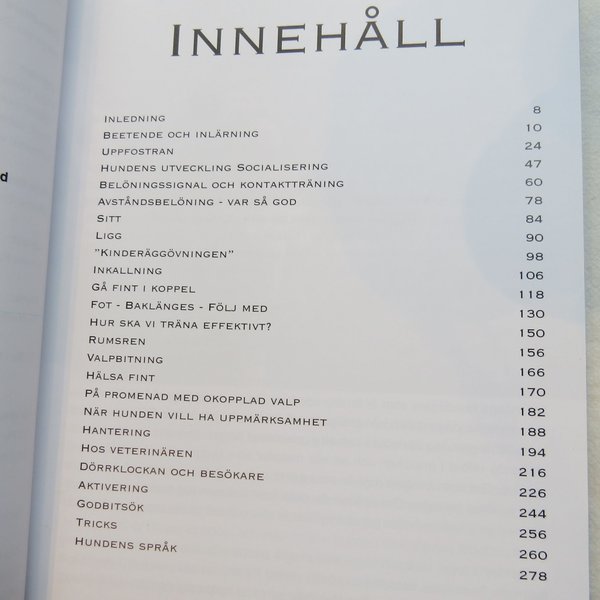 INNEHÅLL
INLEDNING 8
BEETENDE OCH INLÄRNING 10
UPPFOSTRAN 24
HUNDENS UTVECKLING SOCIALISERING 47
BELÖNINGSSIGNAL OCH KONTAKTTRÄNING 60
AVSTÅNDSBELÖNING - VAR SÅ GOD 78
SITT 84
LIGG 90
”KINDERÄGGÖVNINGEN” 98
INKALLNING 106
GÅ FINT I KOPPEL 118
FOT - BAKLÄNGES - FÖLJ MED 130
HUR SKA VI TRÄNA EFFEKTIVT? 150
RUMSREN 156
VALPBITNING 166
HÄLSA FINT 170
PÅ PROMENAD MED OKOPPLAD VALP 182
NÄR HUNDEN VILL HA UPPMÄRKSAMHET 188
HANTERING 194
HOS VETERINÄREN 216
DÖRRKLOCKAN OCH BESÖKARE 226
AKTIVERING 244
GODBITSÖK 256
TRICKS 260
HUNDENS SPRÅK 278